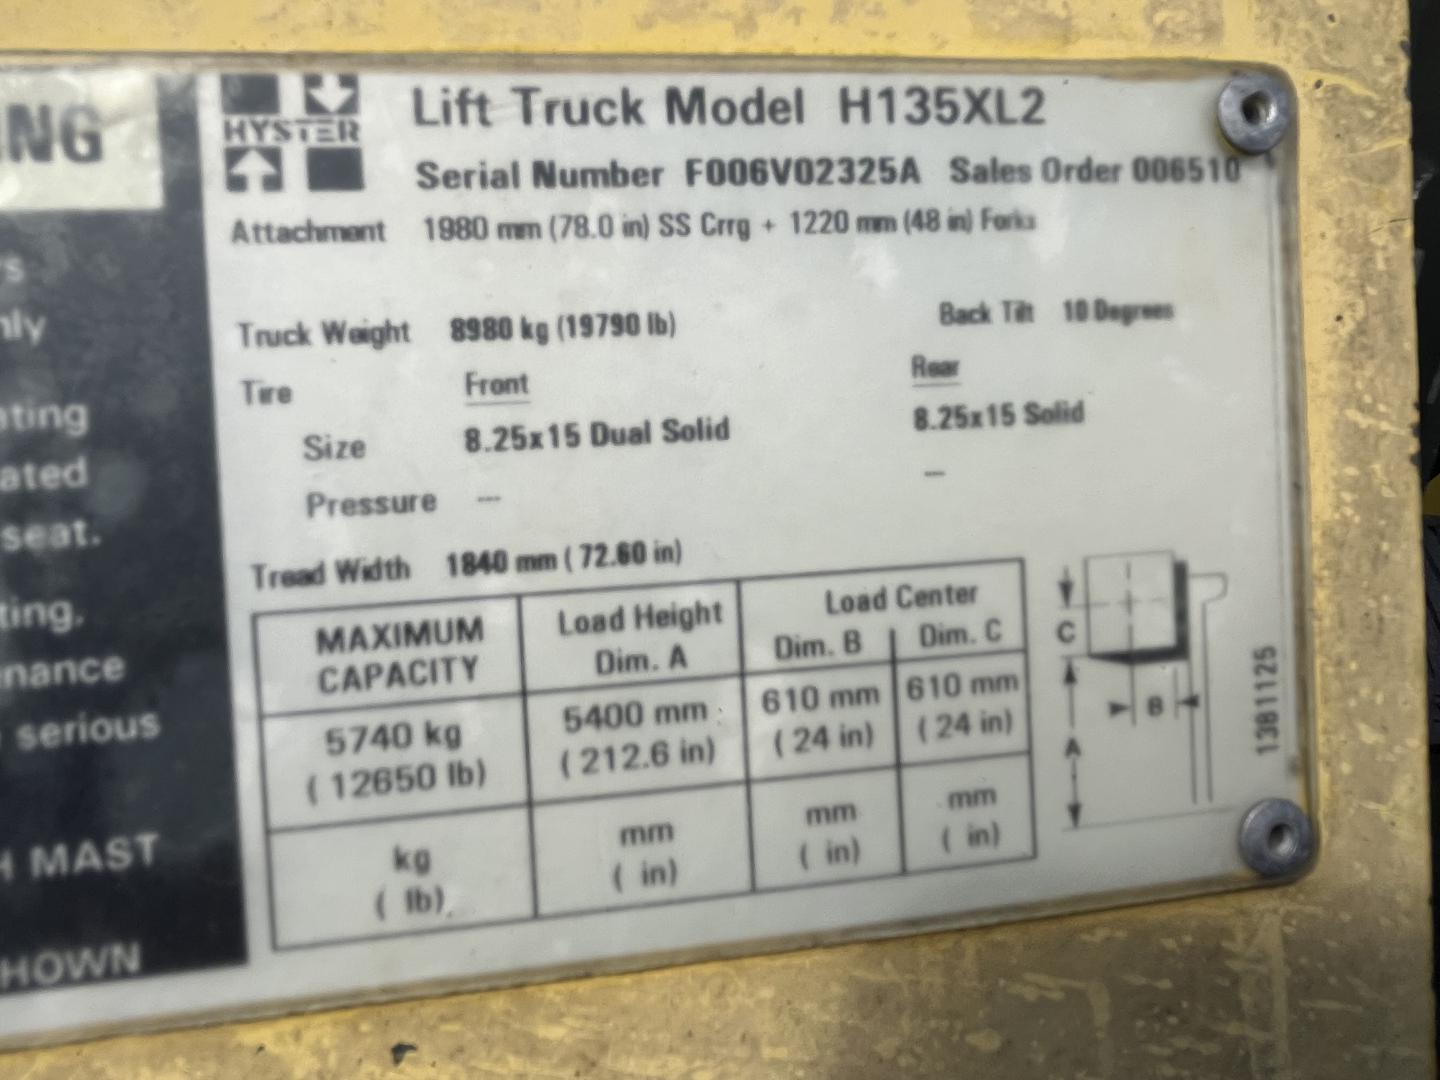 ING
s
nly
ating
ated
seat.
ting,
nance
serious
H MAST
HOWN
HYSTER
Lift Truck Model H135XL2
Serial Number F006V02325A Sales Order 006510
Attachment 1980 mm (78.0 in) SS Crrg + 1220 mm (48 in) Forks
Truck Weight 8980 kg (19790 lb) Back Tilt 10 Degrees
Tire Front Rear
Size 8.25x15 Dual Solid 8.25x15 Solid
Pressure --- ---
Tread Width 1840 mm ( 72.60 in)
MAXIMUM CAPACITY Load Height Dim. A Load Center Dim. B Dim. C
5740 kg 5400 mm 610 mm 610 mm
( 12650 lb) ( 212.6 in) ( 24 in) ( 24 in)
kg mm mm mm
( lb) ( in) ( in) ( in)
C
B
A
1381125